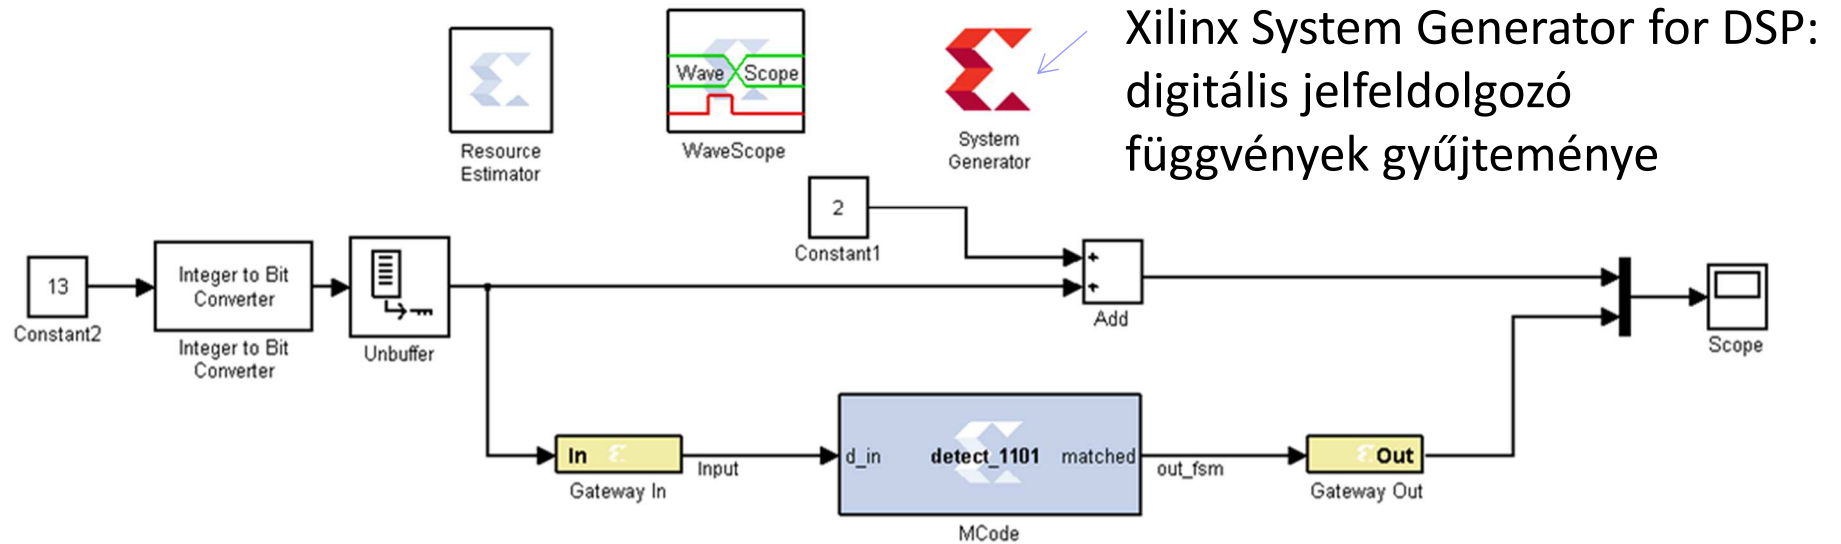 Xilinx System Generator for DSP:
digitális jelfeldolgozó
függvények gyűjteménye
Wave Scope
Resource
Estimator
WaveScope
System
Generator
2
Constant1
13
Constant2
Integer to Bit
Converter
Integer to Bit
Converter
Unbuffer
+
+
Add
Scope
In
Gateway In
Input
d_in
detect_1101
matched
MCode
out_fsm
Out
Gateway Out